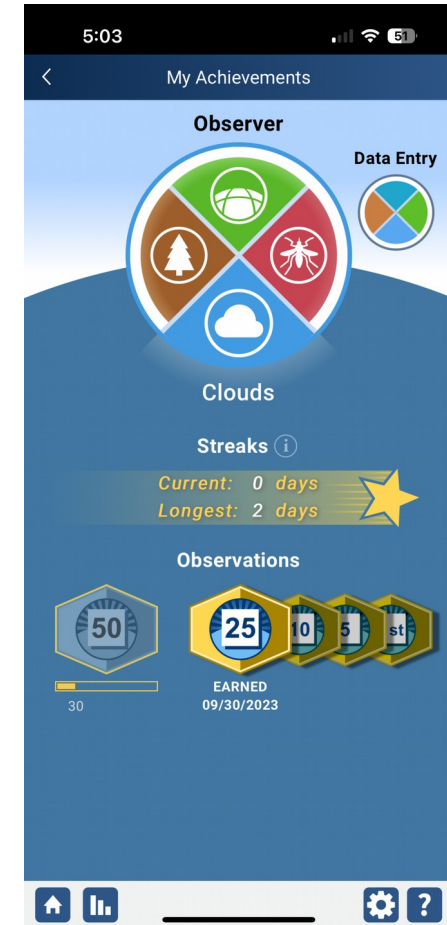 5:03
51
My Achievements
Observer
Data Entry
Clouds
Streaks i
Current: 0 days
Longest: 2 days
Observations
50 25 10 5 st
30
EARNED
09/30/2023
?